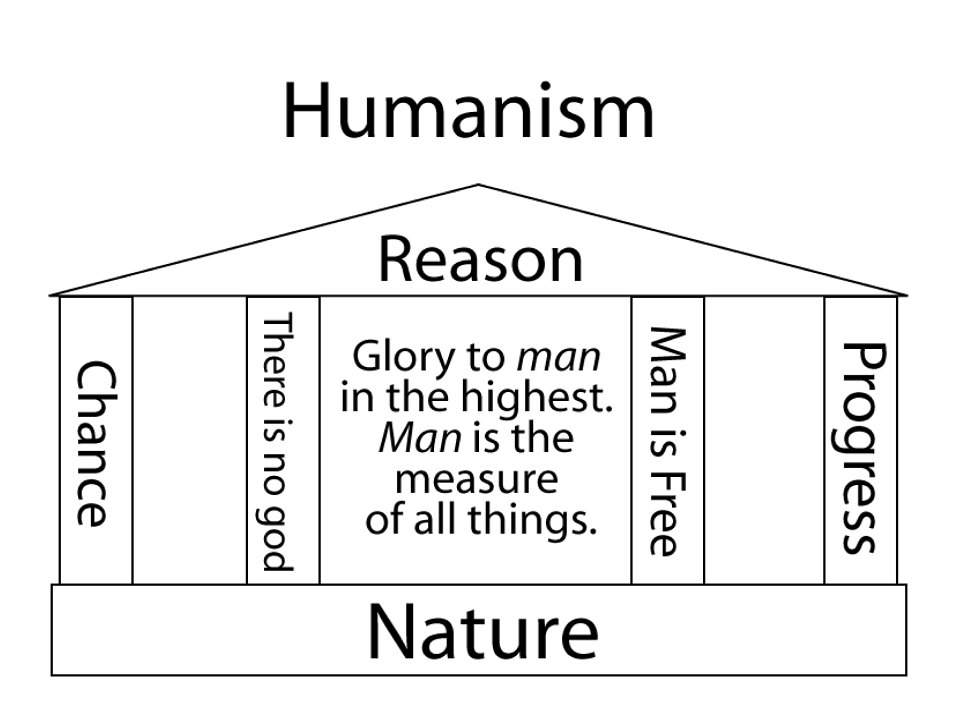 Humanism
Reason
Chance
There is no god
Glory to man
in the highest.
Man is the
measure
of all things.
Man is Free
Progress
Nature